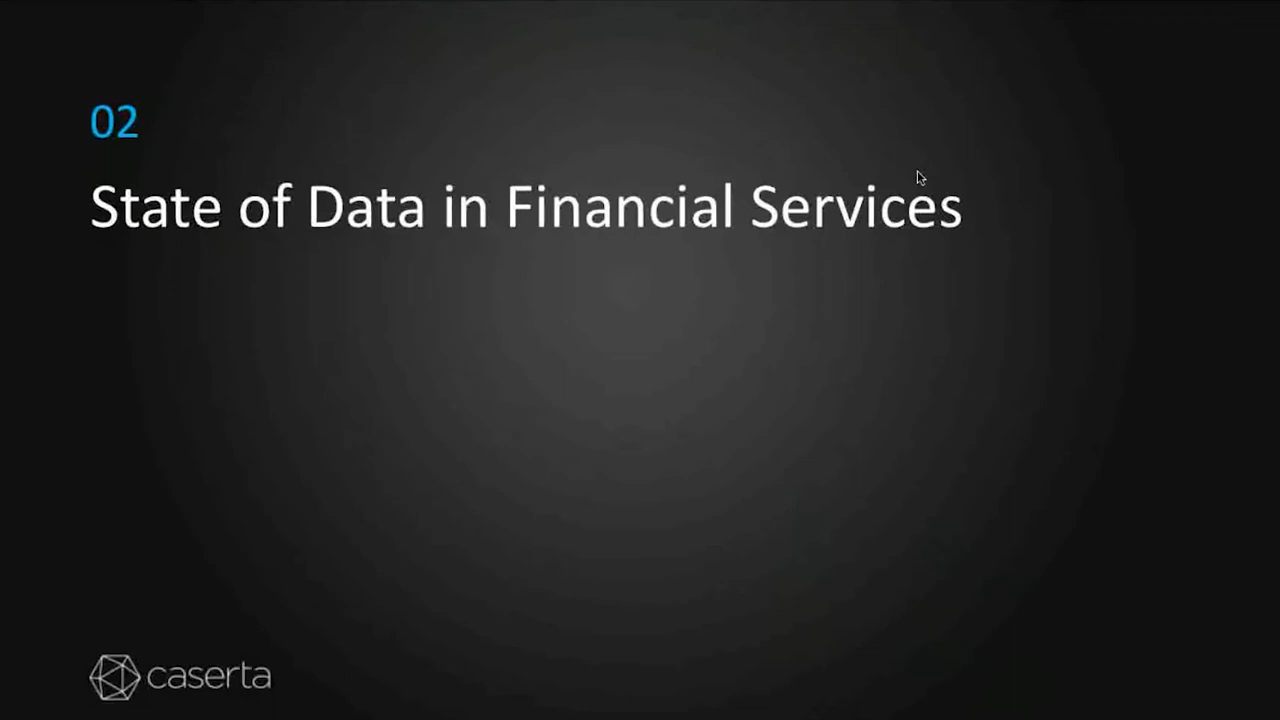 02
State of Data in Financial Services
caserta